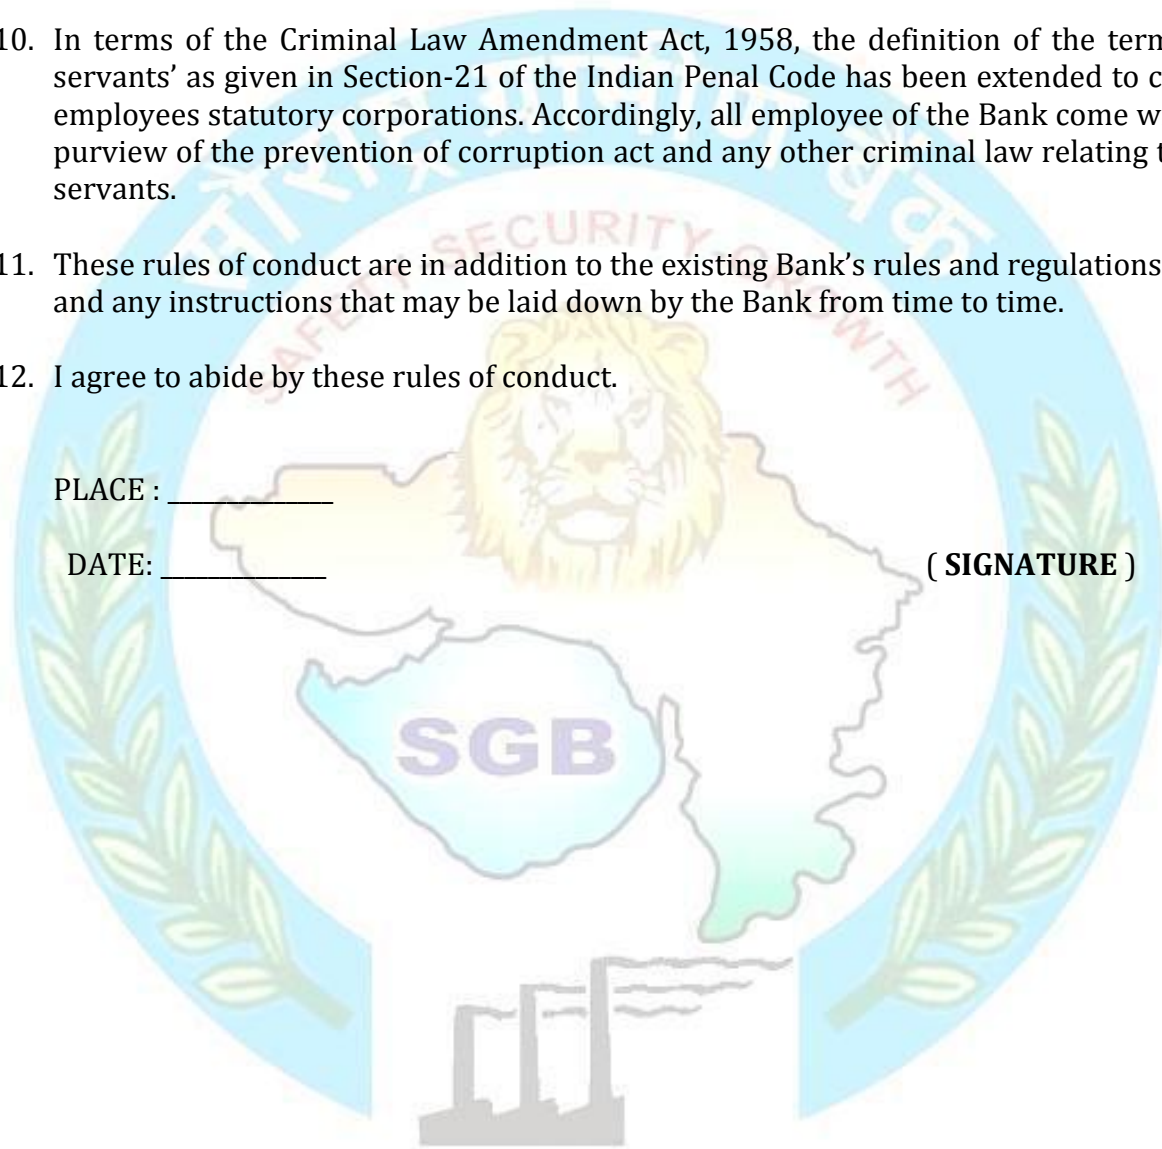 10. In terms of the Criminal Law Amendment Act, 1958, the definition of the term
servants’ as given in Section-21 of the Indian Penal Code has been extended to c
employees statutory corporations. Accordingly, all employee of the Bank come w
purview of the prevention of corruption act and any other criminal law relating t
servants.
11. These rules of conduct are in addition to the existing Bank’s rules and regulations
and any instructions that may be laid down by the Bank from time to time.
12. I agree to abide by these rules of conduct.
PLACE : ______________
DATE: ______________ ( SIGNATURE )
सौराष्ट्र ग्रामीण बैंक
SAFETY SECURITY GROWTH
SGB